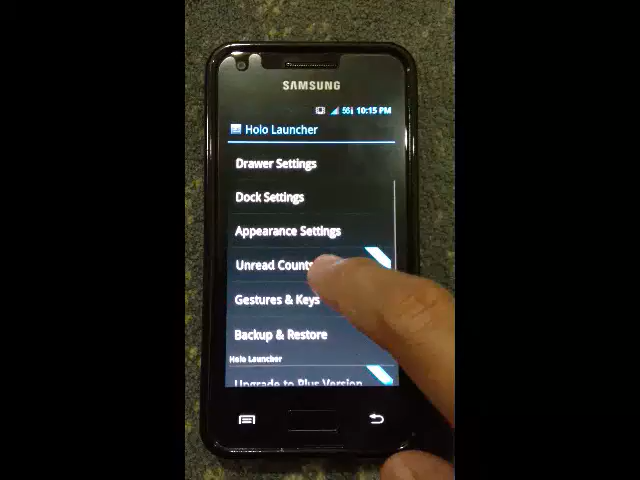 SAMSUNG
10:15 PM
Holo Launcher
Drawer Settings
Dock Settings
Appearance Settings
Unread Counts
Gestures & Keys
Backup & Restore
Holo Launcher
Upgrade to Plus Version